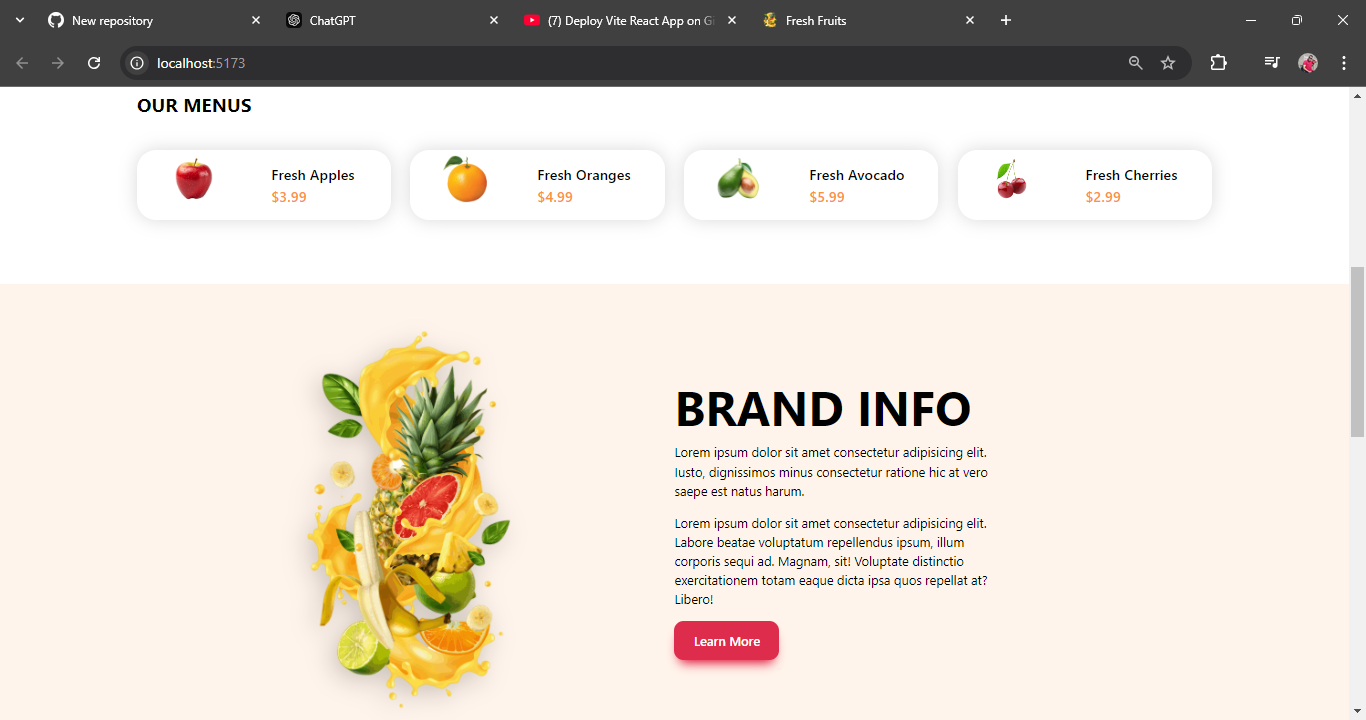 New repository
ChatGPT
(7) Deploy Vite React App on Gi
Fresh Fruits
localhost:5173
OUR MENUS
Fresh Apples
$3.99
Fresh Oranges
$4.99
Fresh Avocado
$5.99
Fresh Cherries
$2.99
BRAND INFO
Lorem ipsum dolor sit amet consectetur adipisicing elit.
Iusto, dignissimos minus consectetur ratione hic at vero
saepe est natus harum.
Lorem ipsum dolor sit amet consectetur adipisicing elit.
Labore beatae voluptatum repellendus ipsum, illum
corporis sequi ad. Magnam, sit! Voluptate distinctio
exercitationem totam eaque dicta ipsa quos repellat at?
Libero!
Learn More